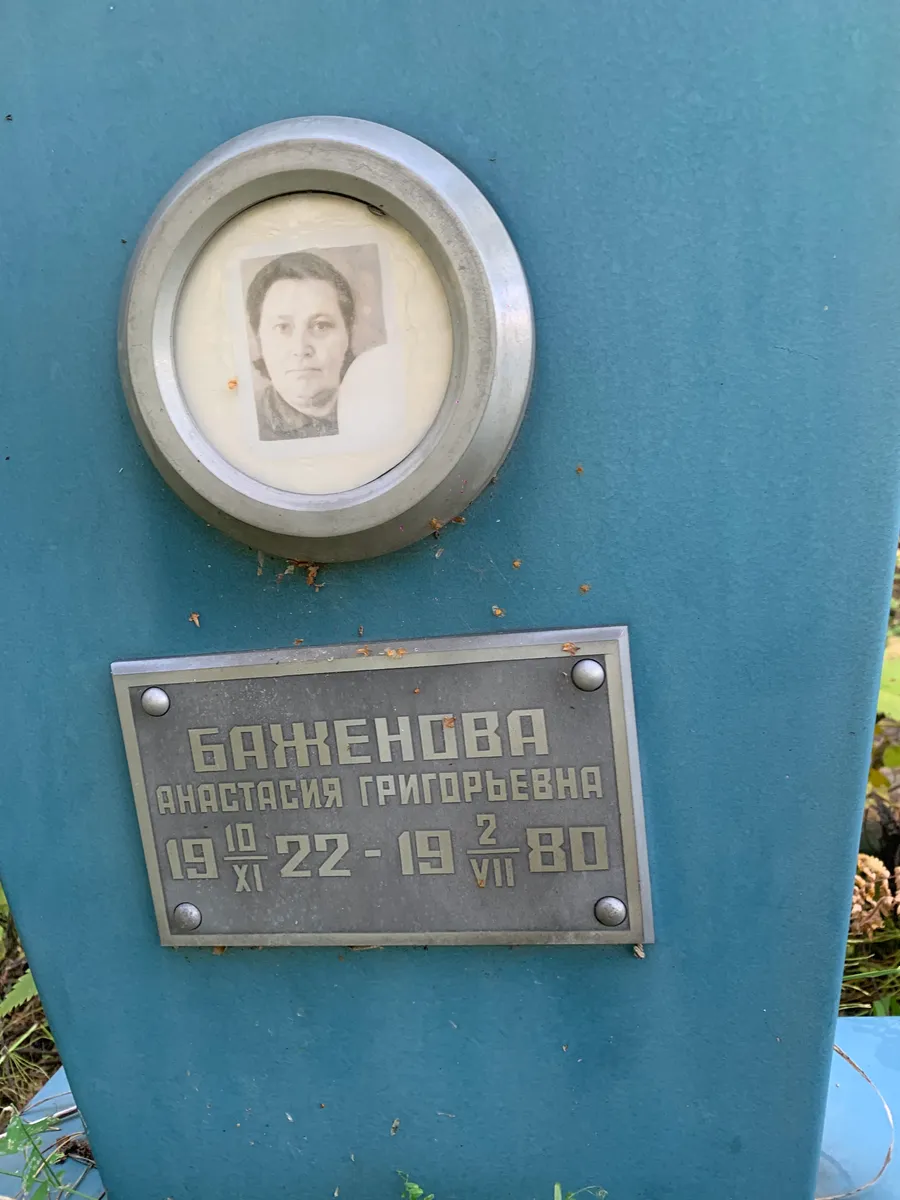 БАЖЕНОВА
АНАСТАСИЯ ГРИГОРЬЕВНА
19 10/XI 22 - 19 2/VII 80